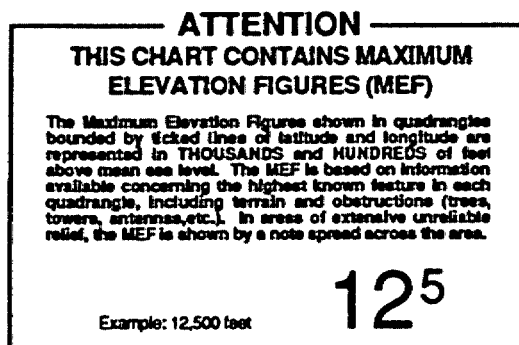 ATTENTION
THIS CHART CONTAINS MAXIMUM
ELEVATION FIGURES (MEF)
The Maximum Elevation Figures shown in quadrangles
bounded by ticked lines of latitude and longitude are
represented in THOUSANDS and HUNDREDS of feet
above mean sea level. The MEF is based on information
available concerning the highest known feature in each
quadrangle, including terrain and obstructions (trees,
towers, antennas,etc.). In areas of extensive unreliable
relief, the MEF is shown by a note spread across the area.
Example: 12,500 feet
12⁵